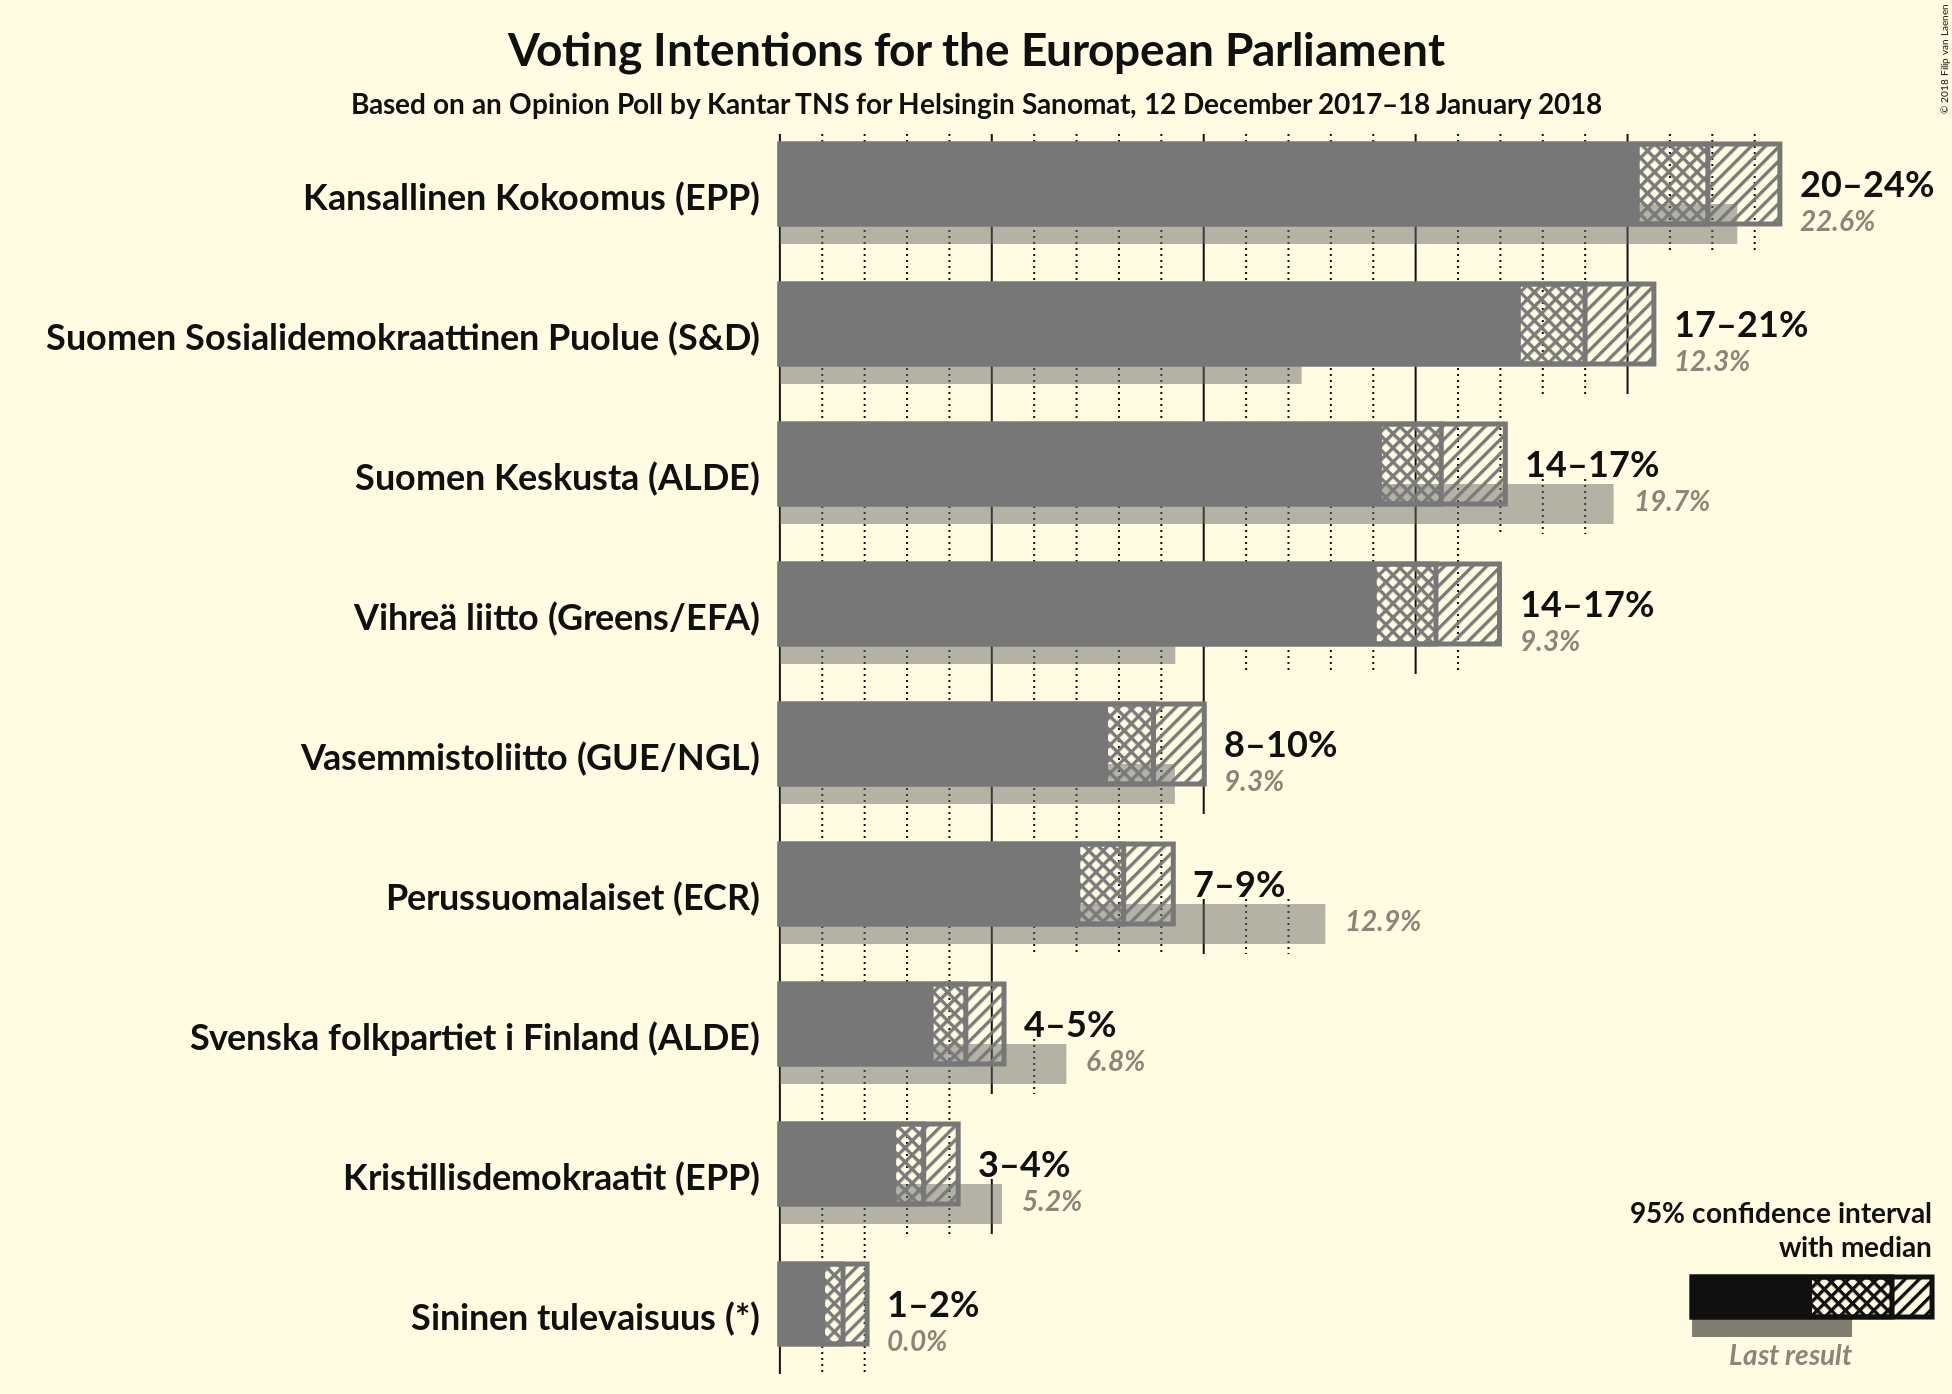 Voting Intentions for the European Parliament
Based on an Opinion Poll by Kantar TNS for Helsingin Sanomat, 12 December 2017–18 January 2018
© 2018 Filip van Laenen
Kansallinen Kokoomus (EPP)
20–24%
22.6%
Suomen Sosialidemokraattinen Puolue (S&D)
17–21%
12.3%
Suomen Keskusta (ALDE)
14–17%
19.7%
Vihreä liitto (Greens/EFA)
14–17%
9.3%
Vasemmistoliitto (GUE/NGL)
8–10%
9.3%
Perussuomalaiset (ECR)
7–9%
12.9%
Svenska folkpartiet i Finland (ALDE)
4–5%
6.8%
Kristillisdemokraatit (EPP)
3–4%
5.2%
Sininen tulevaisuus (*)
1–2%
0.0%
95% confidence interval
with median
Last result